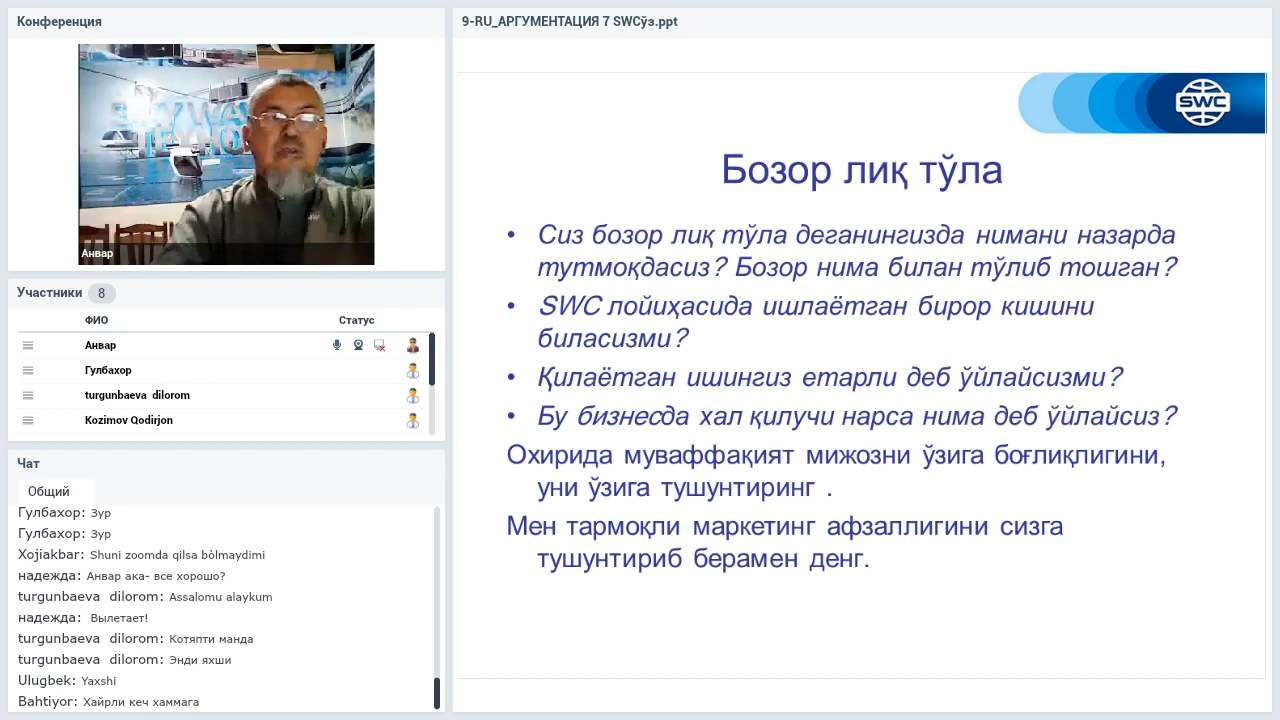 Конференция
SKYWAY
Анвар
Участники 8
ФИО Статус
Анвар
Гулбахор
turgunbaeva dilorom
Kozimov Qodirjon
Чат
Общий
Гулбахор: Зур
Гулбахор: Зур
Xojiakbar: Shuni zoomda qilsa bòlmaydimi
надежда: Анвар ака- все хорошо?
turgunbaeva dilorom: Assalomu alaykum
надежда: Вылетает!
turgunbaeva dilorom: Котяпти манда
turgunbaeva dilorom: Энди яхши
Ulugbek: Yaxshi
Bahtiyor: Хайрли кеч хаммага
9-RU_АРГУМЕНТАЦИЯ 7 SWCўз.ppt
SWC
Бозор лиқ тўла
• Сиз бозор лиқ тўла деганингизда нимани назарда
тутмоқдасиз? Бозор нима билан тўлиб тошган?
• SWC лойиҳасида ишлаётган бирор кишини
биласизми?
• Қилаётган ишингиз етарли деб ўйлайсизми?
• Бу бизнесда хал қилучи нарса нима деб ўйлайсиз?
Охирида муваффақият мижозни ўзига боғлиқлигини,
уни ўзига тушунтиринг .
Мен тармоқли маркетинг афзаллигини сизга
тушунтириб берамен денг.